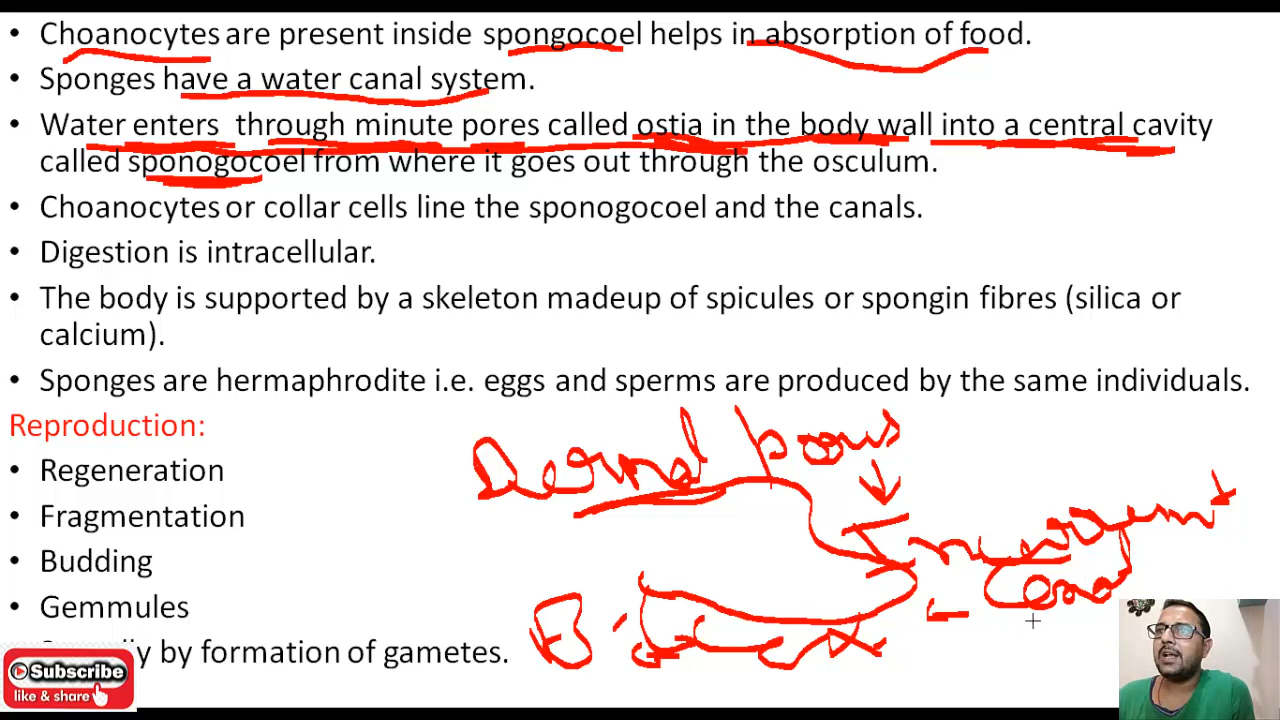 • Choanocytes are present inside spongocoel helps in absorption of food.
• Sponges have a water canal system.
• Water enters through minute pores called ostia in the body wall into a central cavity
called sponogocoel from where it goes out through the osculum.
• Choanocytes or collar cells line the sponogocoel and the canals.
• Digestion is intracellular.
• The body is supported by a skeleton madeup of spicules or spongin fibres (silica or
calcium).
• Sponges are hermaphrodite i.e. eggs and sperms are produced by the same individuals.
Reproduction:
• Regeneration
• Fragmentation
• Budding
• Gemmules
by formation of gametes.
Dermal pores
Incurrent
Canal
Subscribe
like & share